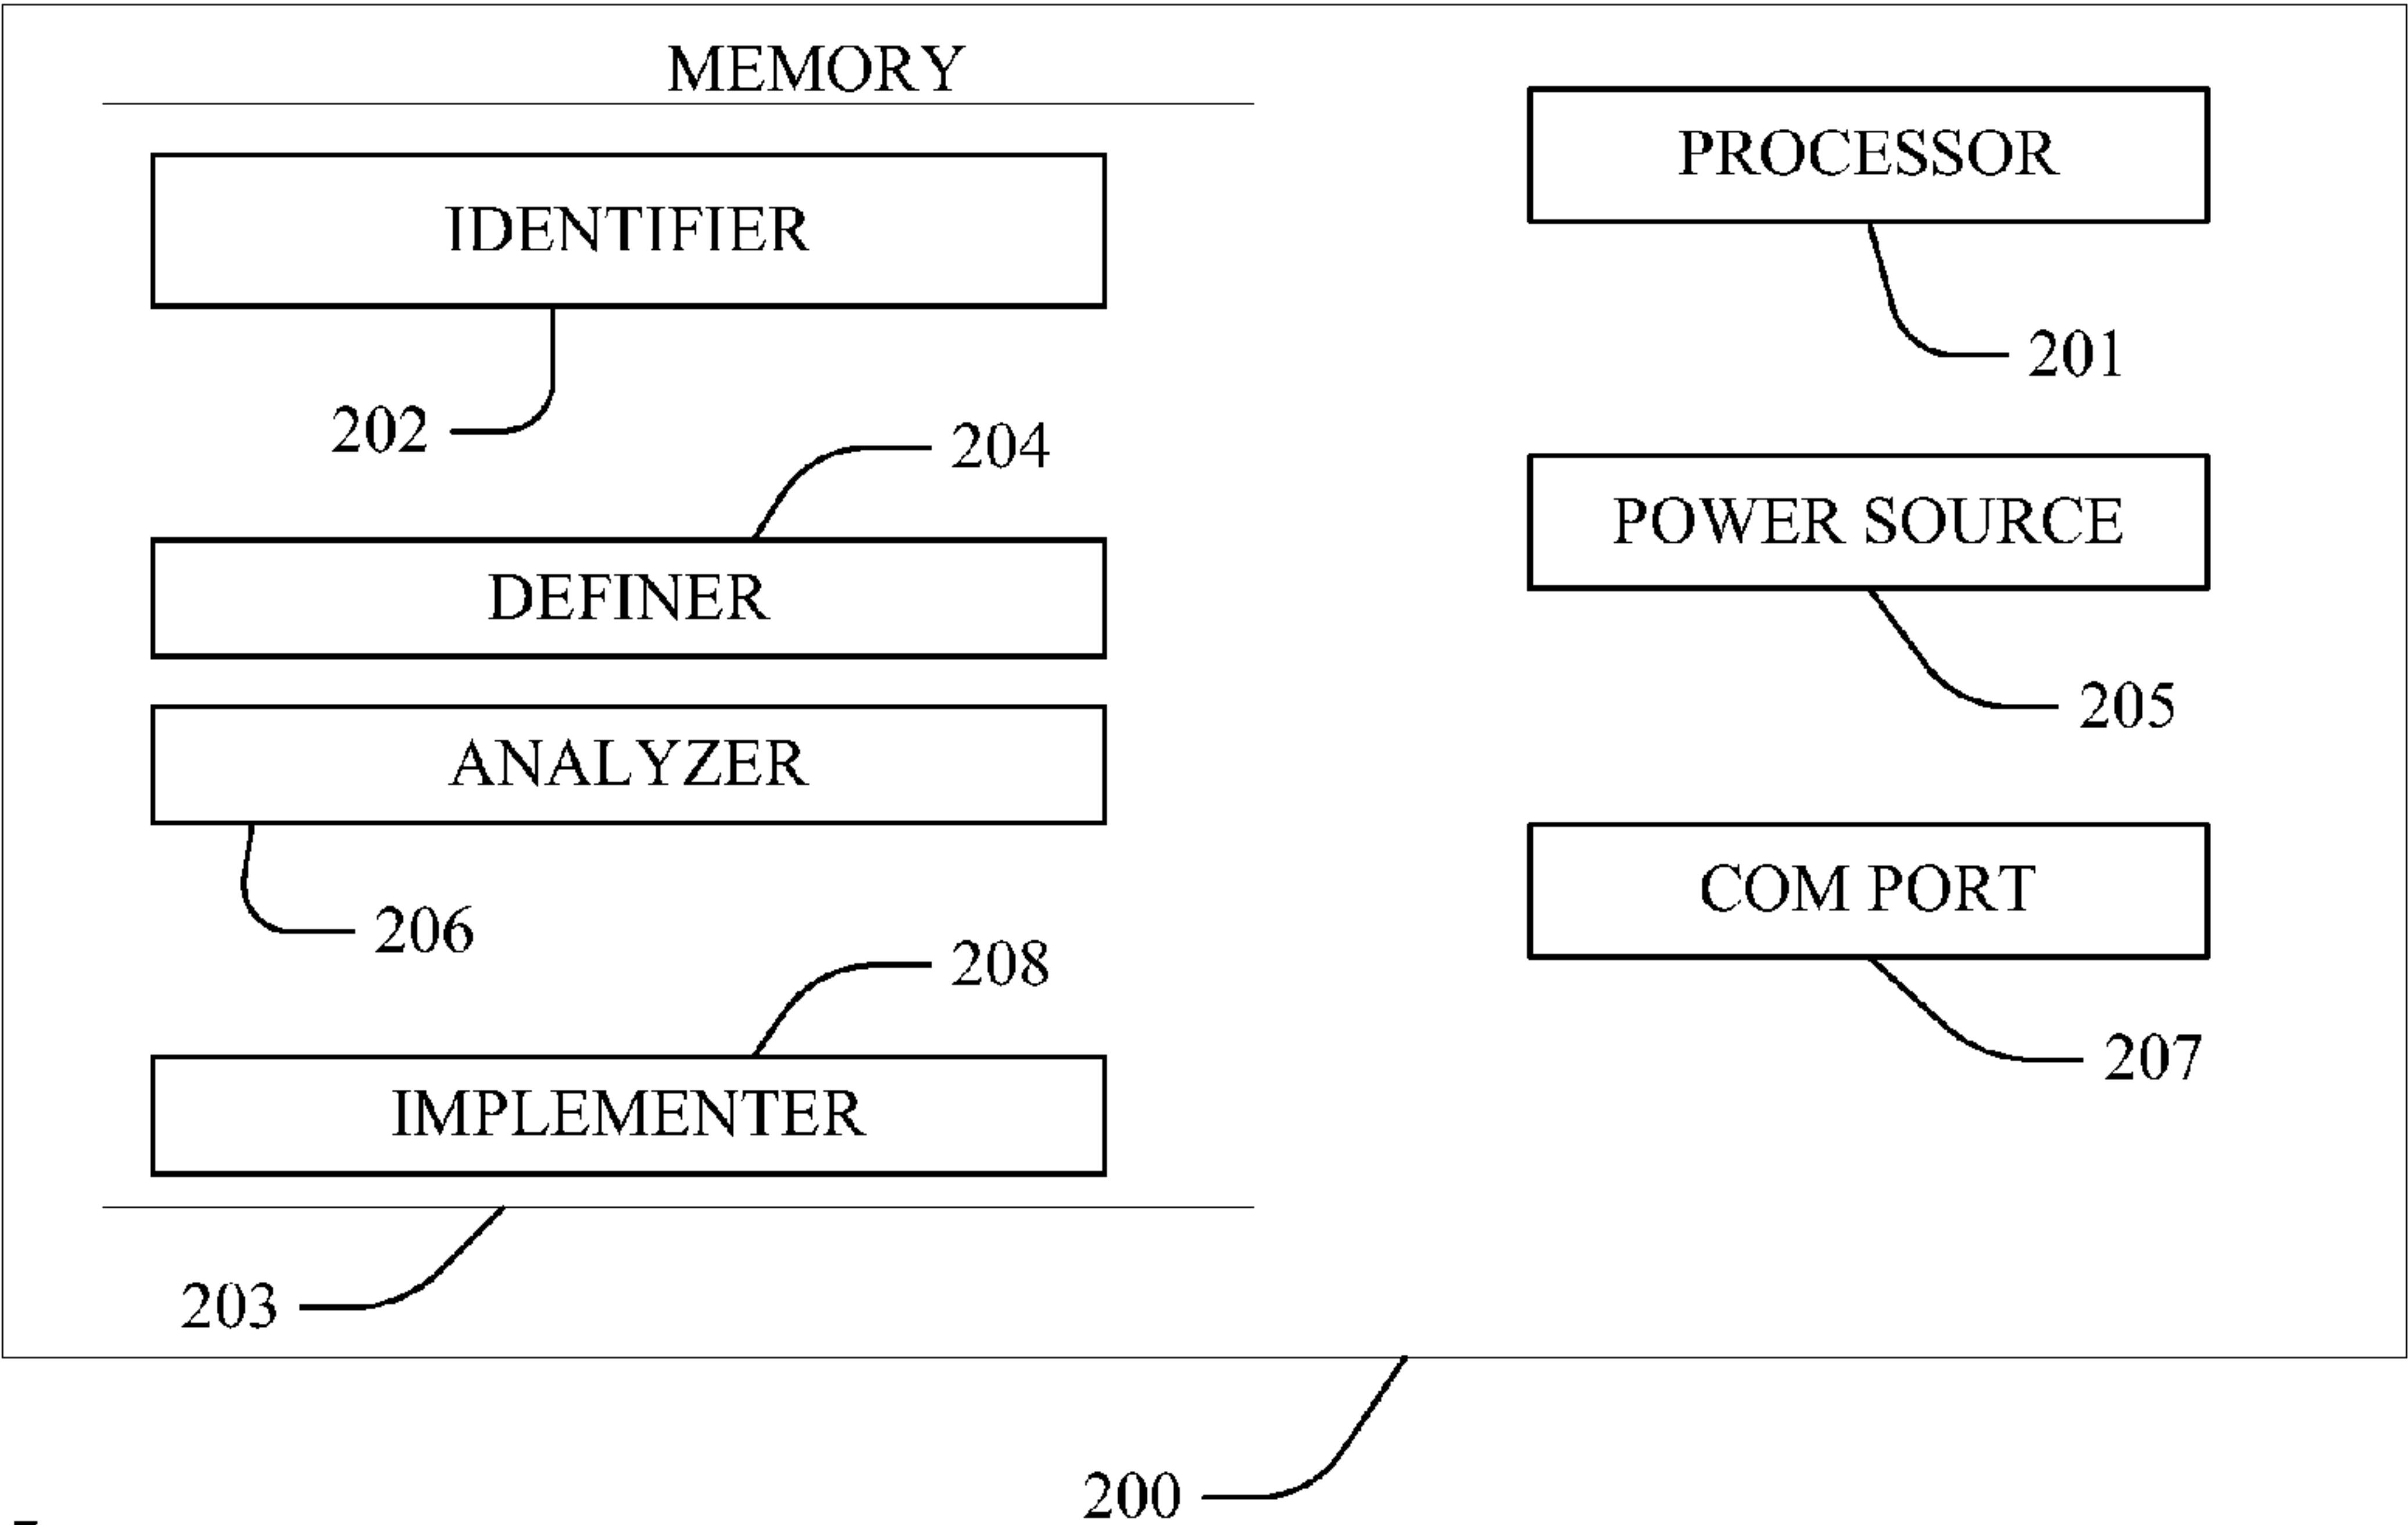 MEMORY
IDENTIFIER
202
204
DEFINER
ANALYZER
206
208
IMPLEMENTER
203
PROCESSOR
201
POWER SOURCE
205
COM PORT
207
200